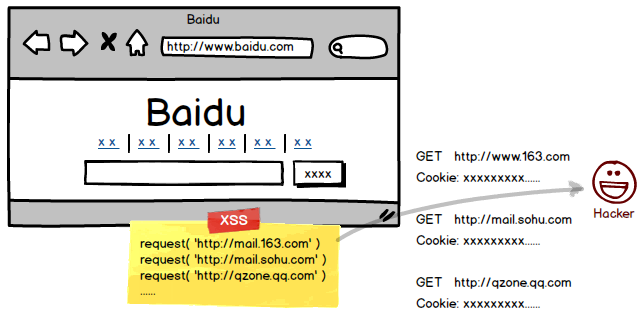 Baidu
http://www.baidu.com
Baidu
x x | x x | x x | x x | x x | x x
xxxx
XSS
request( 'http://mail.163.com' )
request( 'http://mail.sohu.com' )
request( 'http://qzone.qq.com' )
......
GET http://www.163.com
Cookie: xxxxxxxxx......
GET http://mail.sohu.com
Cookie: xxxxxxxxx......
GET http://qzone.qq.com
Cookie: xxxxxxxxx......
Hacker